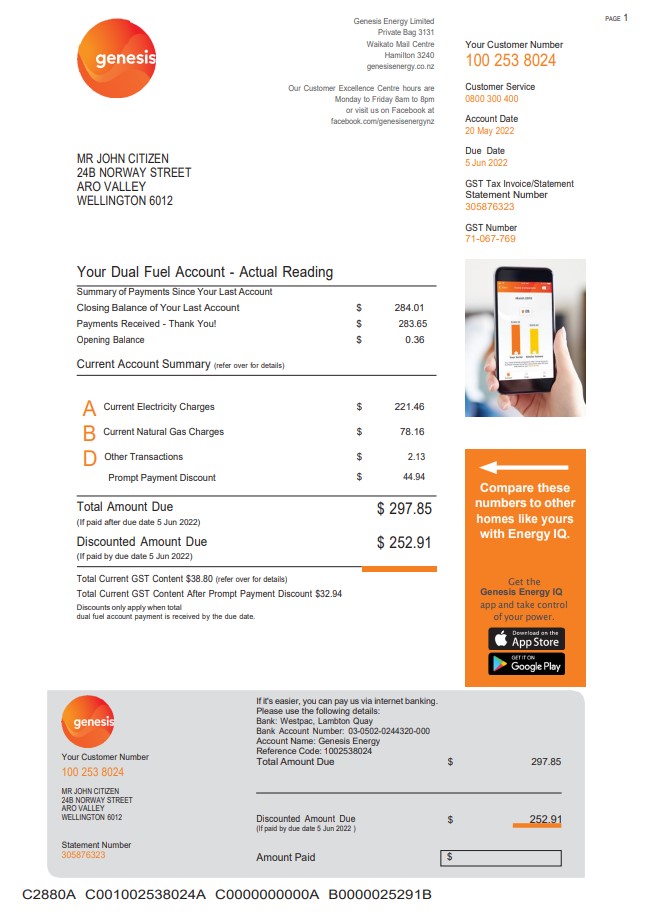 PAGE 1
genesis
Genesis Energy Limited
Private Bag 3131
Waikato Mail Centre
Hamilton 3240
genesisenergy.co.nz
Our Customer Excellence Centre hours are
Monday to Friday 8am to 8pm
or visit us on Facebook at
facebook.com/genesisenergynz
Your Customer Number
100 253 8024
Customer Service
0800 300 400
Account Date
20 May 2022
Due Date
5 Jun 2022
GST Tax Invoice/Statement
Statement Number
305876323
GST Number
71-067-769
MR JOHN CITIZEN
24B NORWAY STREET
ARO VALLEY
WELLINGTON 6012
Your Dual Fuel Account - Actual Reading
Summary of Payments Since Your Last Account
Closing Balance of Your Last Account $ 284.01
Payments Received - Thank You! $ 283.65
Opening Balance $ 0.36
Current Account Summary (refer over for details)
A Current Electricity Charges $ 221.46
B Current Natural Gas Charges $ 78.16
D Other Transactions $ 2.13
Prompt Payment Discount $ 44.94
Total Amount Due $ 297.85
(If paid after due date 5 Jun 2022)
Discounted Amount Due $ 252.91
(If paid by due date 5 Jun 2022)
Total Current GST Content $38.80 (refer over for details)
Total Current GST Content After Prompt Payment Discount $32.94
Discounts only apply when total
dual fuel account payment is received by the due date.
Compare these
numbers to other
homes like yours
with Energy IQ.
Get the
Genesis Energy IQ
app and take control
of your power.
Download on the
App Store
GET IT ON
Google Play
genesis
Your Customer Number
100 253 8024
MR JOHN CITIZEN
24B NORWAY STREET
ARO VALLEY
WELLINGTON 6012
Statement Number
305876323
If it's easier, you can pay us via internet banking.
Please use the following details:
Bank: Westpac, Lambton Quay
Bank Account Number: 03-0502-0244320-000
Account Name: Genesis Energy
Reference Code: 1002538024
Total Amount Due $ 297.85
Discounted Amount Due $ 252.91
(If paid by due date 5 Jun 2022 )
Amount Paid $
C2880A C001002538024A C0000000000A B0000025291B